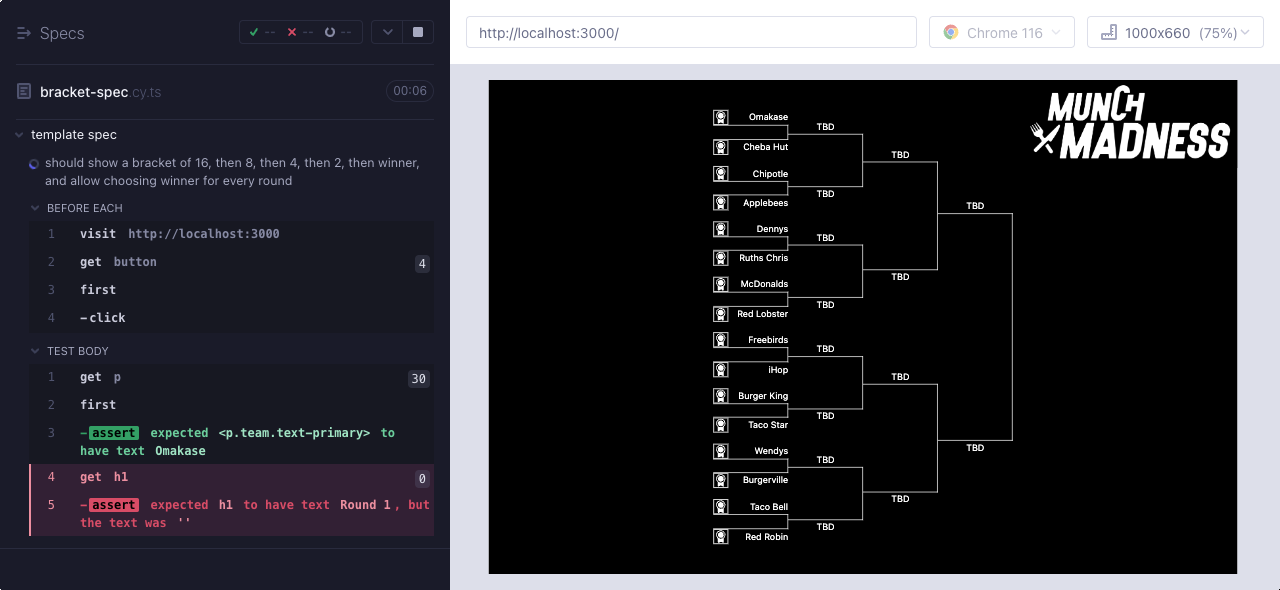 Specs
-- -- --
bracket-spec.cy.ts 00:06
template spec
should show a bracket of 16, then 8, then 4, then 2, then winner,
and allow choosing winner for every round
BEFORE EACH
1 visit http://localhost:3000
2 get button 4
3 first
4 -click
TEST BODY
1 get p 30
2 first
3 -assert expected <p.team.text-primary> to
have text Omakase
4 get h1 0
5 -assert expected h1 to have text Round 1, but
the text was ''
http://localhost:3000/
Chrome 116
1000x660 (75%)
MUNCH
MADNESS
Omakase
TBD
Cheba Hut
TBD
Chipotle
TBD
Applebees
TBD
Dennys
TBD
Ruths Chris
TBD
McDonalds
TBD
Red Lobster
Freebirds
TBD
iHop
TBD
Burger King
TBD
Taco Star
TBD
Wendys
TBD
Burgerville
TBD
Taco Bell
TBD
Red Robin